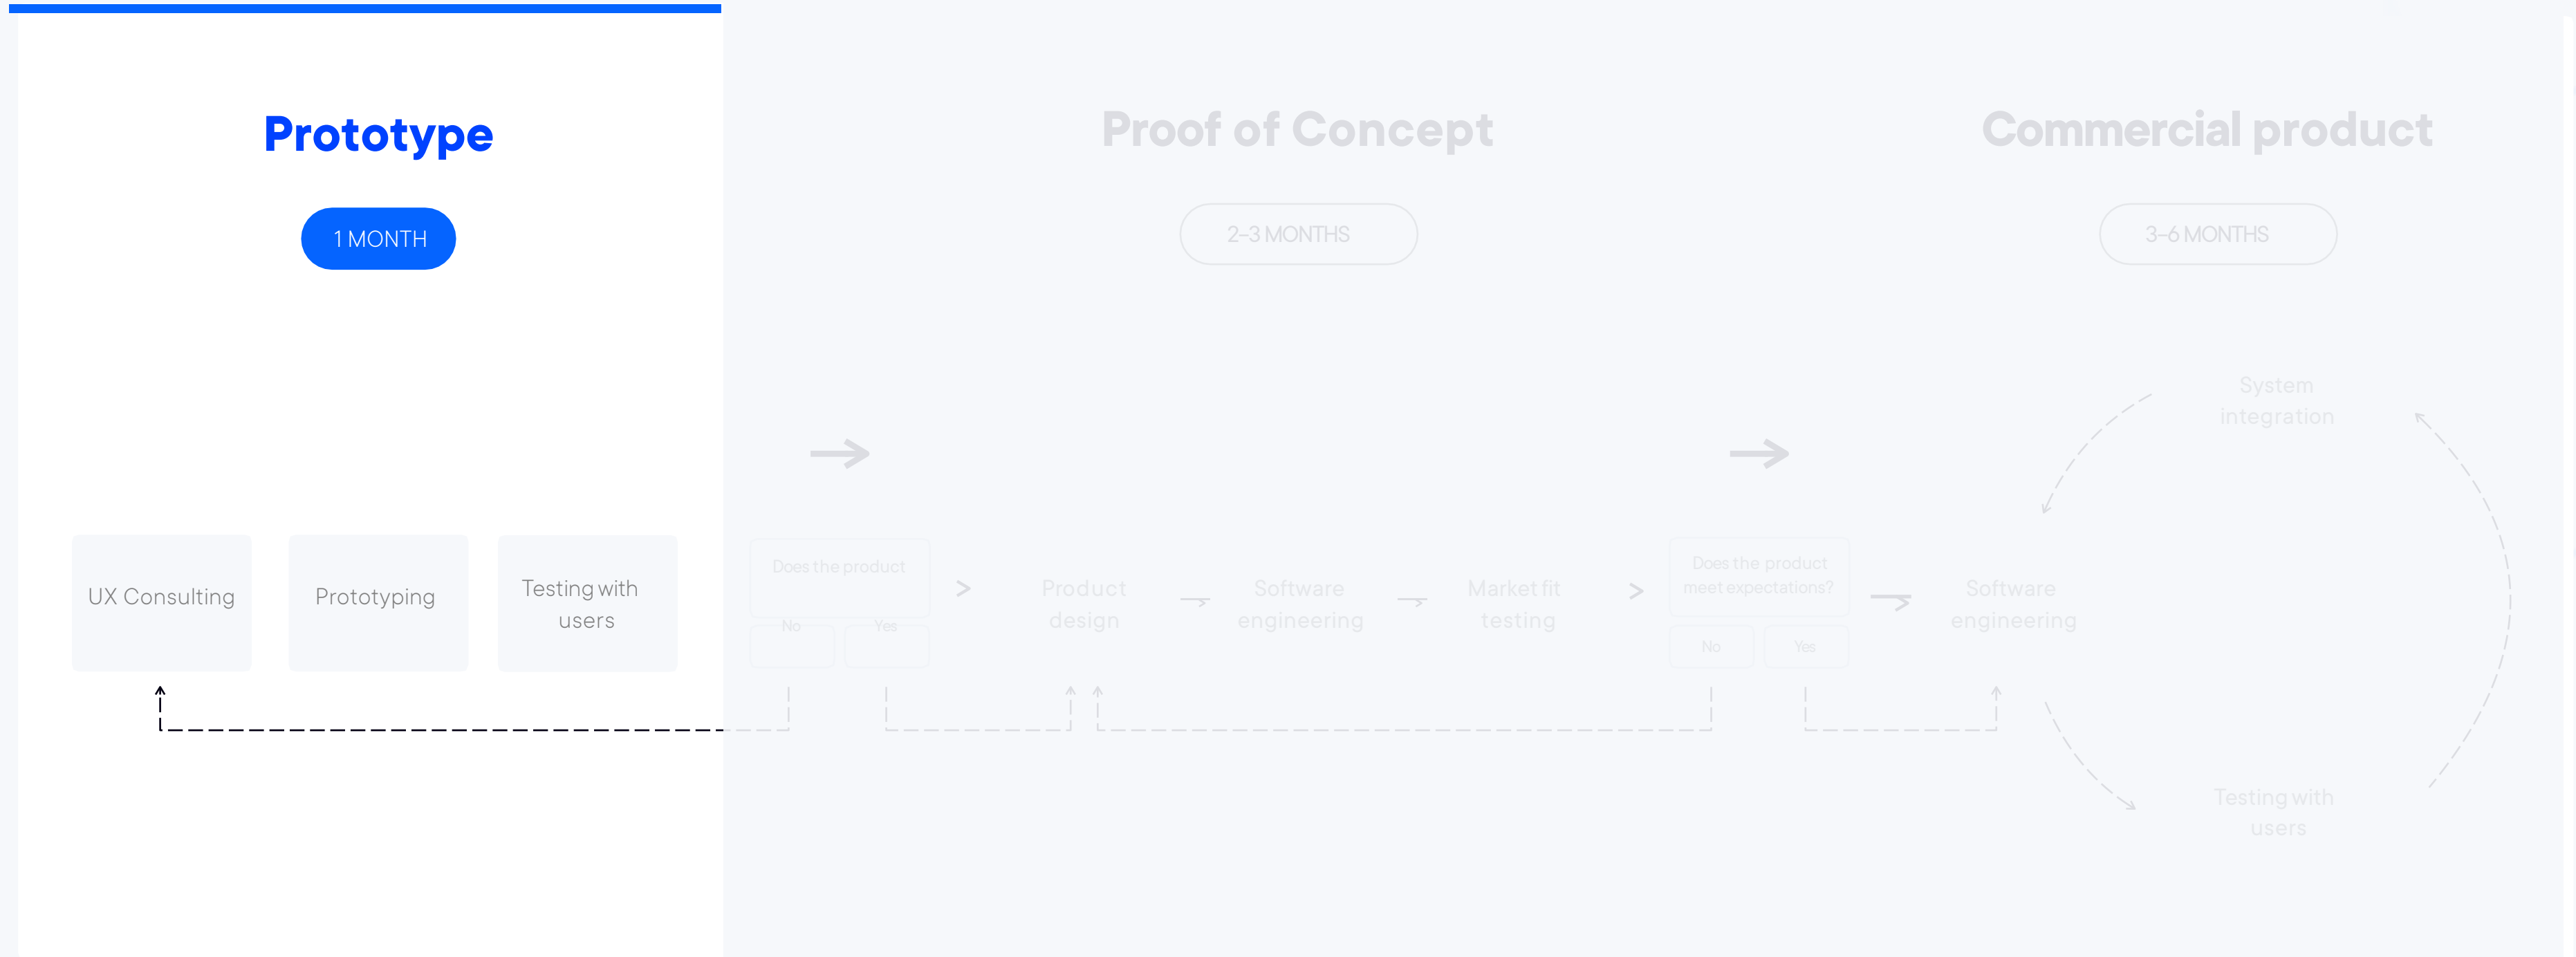 Prototype
1 MONTH
UX Consulting
Prototyping
Testing with
users
Proof of Concept
2–3 MONTHS
Does the product
No
Yes
>
Product
design
Software
engineering
Market fit
testing
>
Does the product
meet expectations?
No
Yes
Commercial product
3–6 MONTHS
System
integration
Software
engineering
Testing with
users